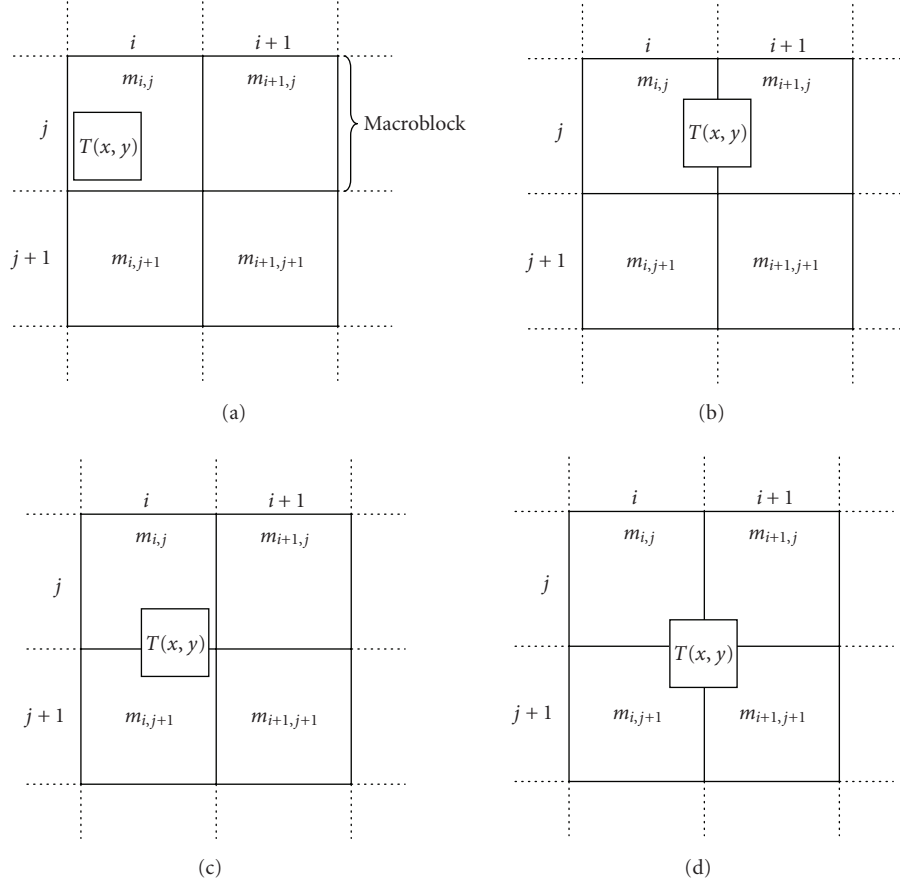 i i + 1
m_{i,j} m_{i+1,j}
j T(x, y) Macroblock
j + 1 m_{i,j+1} m_{i+1,j+1}
(a)
i i + 1
m_{i,j} m_{i+1,j}
j T(x, y)
j + 1 m_{i,j+1} m_{i+1,j+1}
(b)
i i + 1
m_{i,j} m_{i+1,j}
j
T(x, y)
j + 1 m_{i,j+1} m_{i+1,j+1}
(c)
i i + 1
m_{i,j} m_{i+1,j}
j
T(x, y)
j + 1 m_{i,j+1} m_{i+1,j+1}
(d)